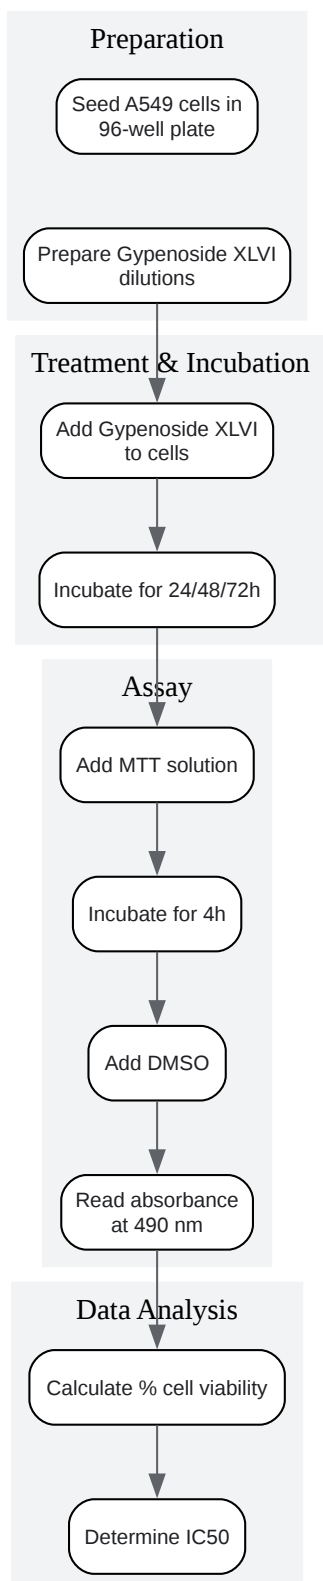 Preparation
Seed A549 cells in
96-well plate
Prepare Gypenoside XLVI
dilutions
Treatment & Incubation
Add Gypenoside XLVI
to cells
Incubate for 24/48/72h
Assay
Add MTT solution
Incubate for 4h
Add DMSO
Read absorbance
at 490 nm
Data Analysis
Calculate % cell viability
Determine IC50